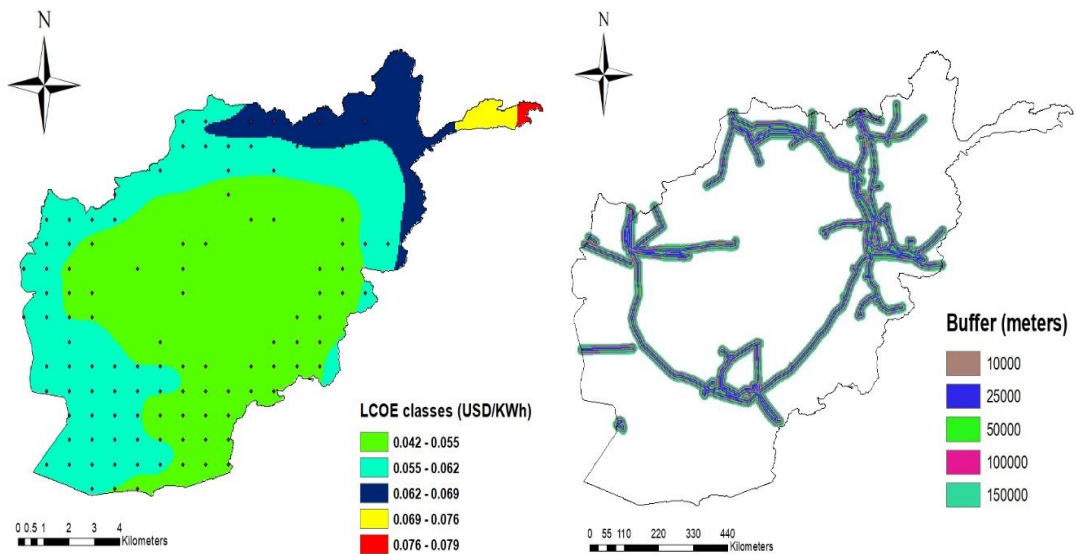 N
LCOE classes (USD/KWh)
0.042 - 0.055
0.055 - 0.062
0.062 - 0.069
0.069 - 0.076
0.076 - 0.079
0 0.5 1 2 3 4
Kilometers
N
Buffer (meters)
10000
25000
50000
100000
150000
0 55 110 220 330 440
Kilometers